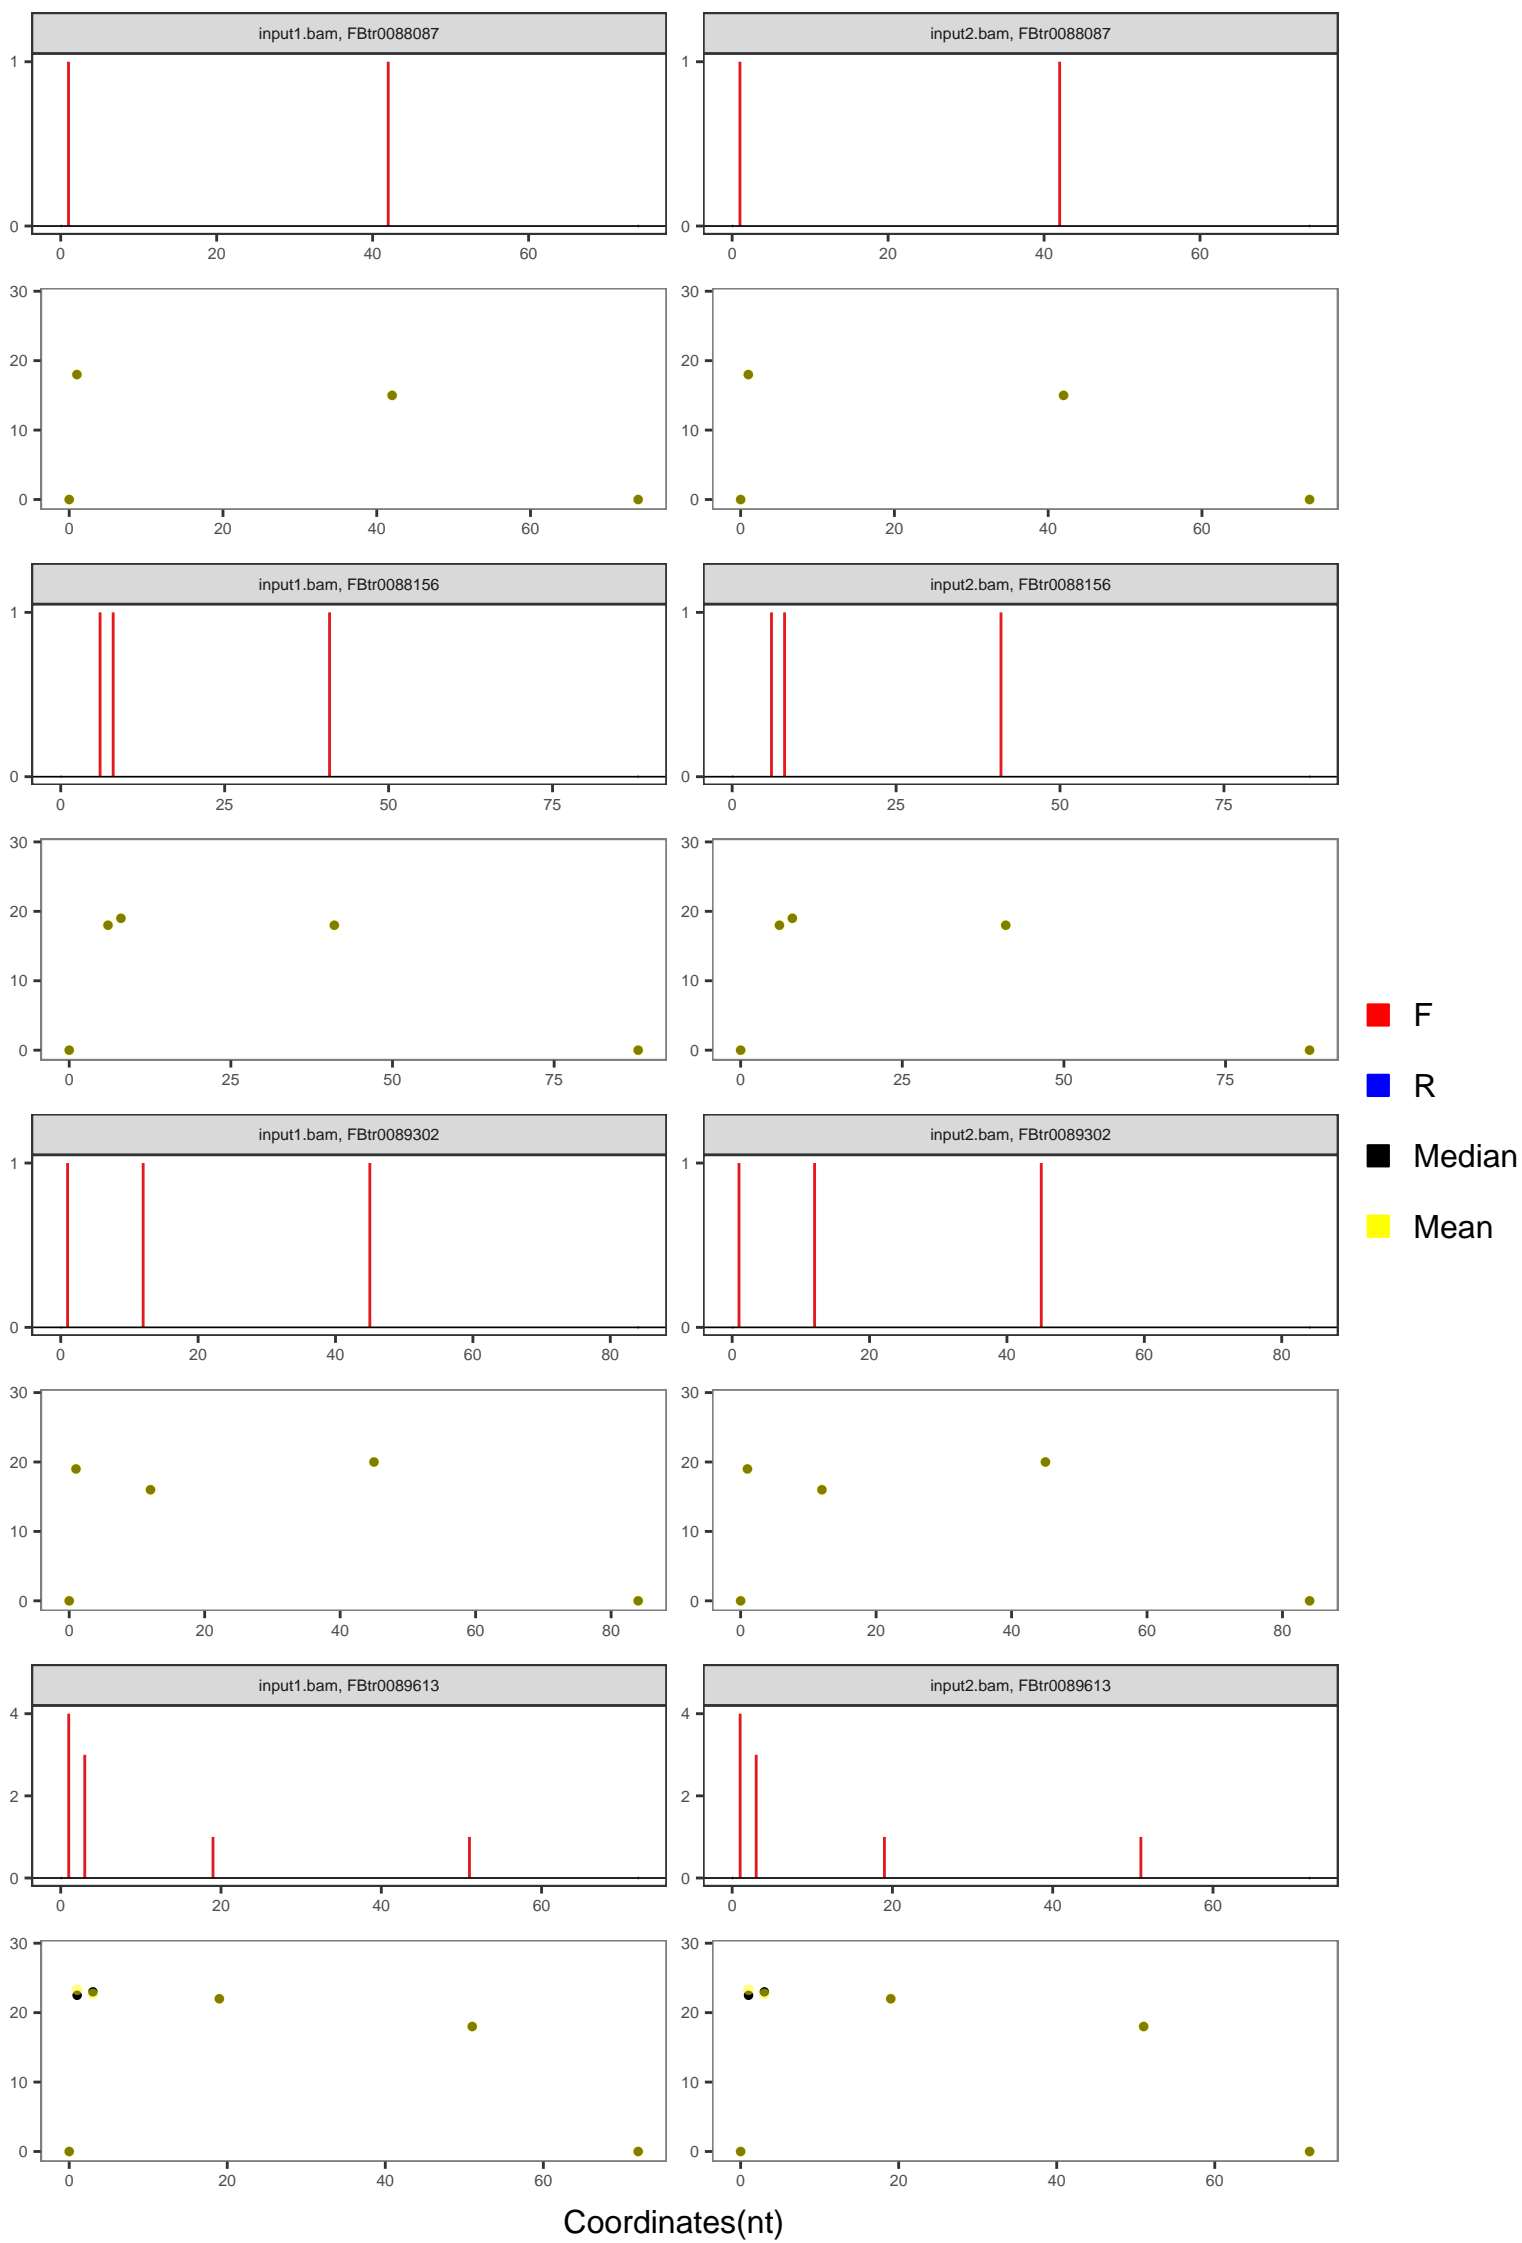 input1.bam, FBtr0088087 input2.bam, FBtr0088087
1 1
0 0
0 20 40 60 0 20 40 60
30 30
20 20
10 10
0 0
0 20 40 60 0 20 40 60
input1.bam, FBtr0088156 input2.bam, FBtr0088156
1 1
0 0
0 25 50 75 0 25 50 75
30 30
20 20
10 10
0 0
0 25 50 75 0 25 50 75
F
R
input1.bam, FBtr0089302 input2.bam, FBtr0089302
Median
1 1
Mean
0 0
0 20 40 60 80 0 20 40 60 80
30 30
20 20
10 10
0 0
0 20 40 60 80 0 20 40 60 80
input1.bam, FBtr0089613 input2.bam, FBtr0089613
4 4
2 2
0 0
0 20 40 60 0 20 40 60
30 30
20 20
10 10
0 0
0 20 40 60 0 20 40 60
Coordinates(nt)